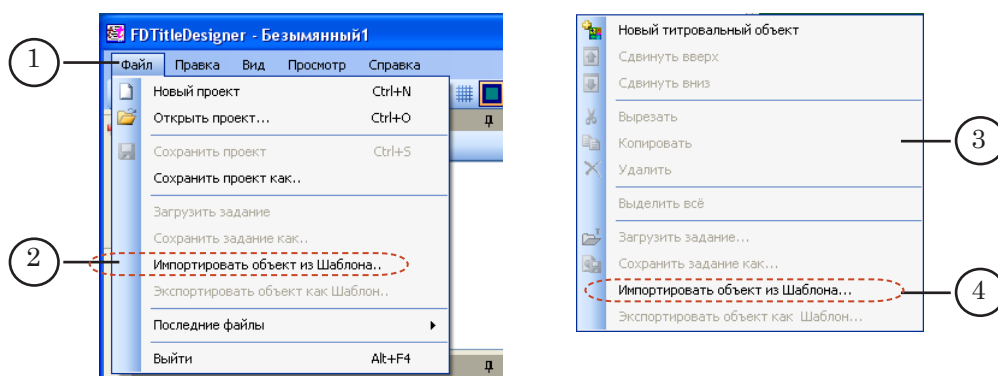 FDTitleDesigner - Безымянный1
Файл Правка Вид Просмотр Справка
Новый проект Ctrl+N
Открыть проект... Ctrl+O
Сохранить проект Ctrl+S
Сохранить проект как..
Загрузить задание
Сохранить задание как..
Импортировать объект из Шаблона..
Экспортировать объект как Шаблон..
Последние файлы
Выйти Alt+F4
1
2
Новый титровальный объект
Сдвинуть вверх
Сдвинуть вниз
Вырезать
Копировать
Удалить
Выделить всё
Загрузить задание...
Сохранить задание как...
Импортировать объект из Шаблона...
Экспортировать объект как Шаблон...
3
4